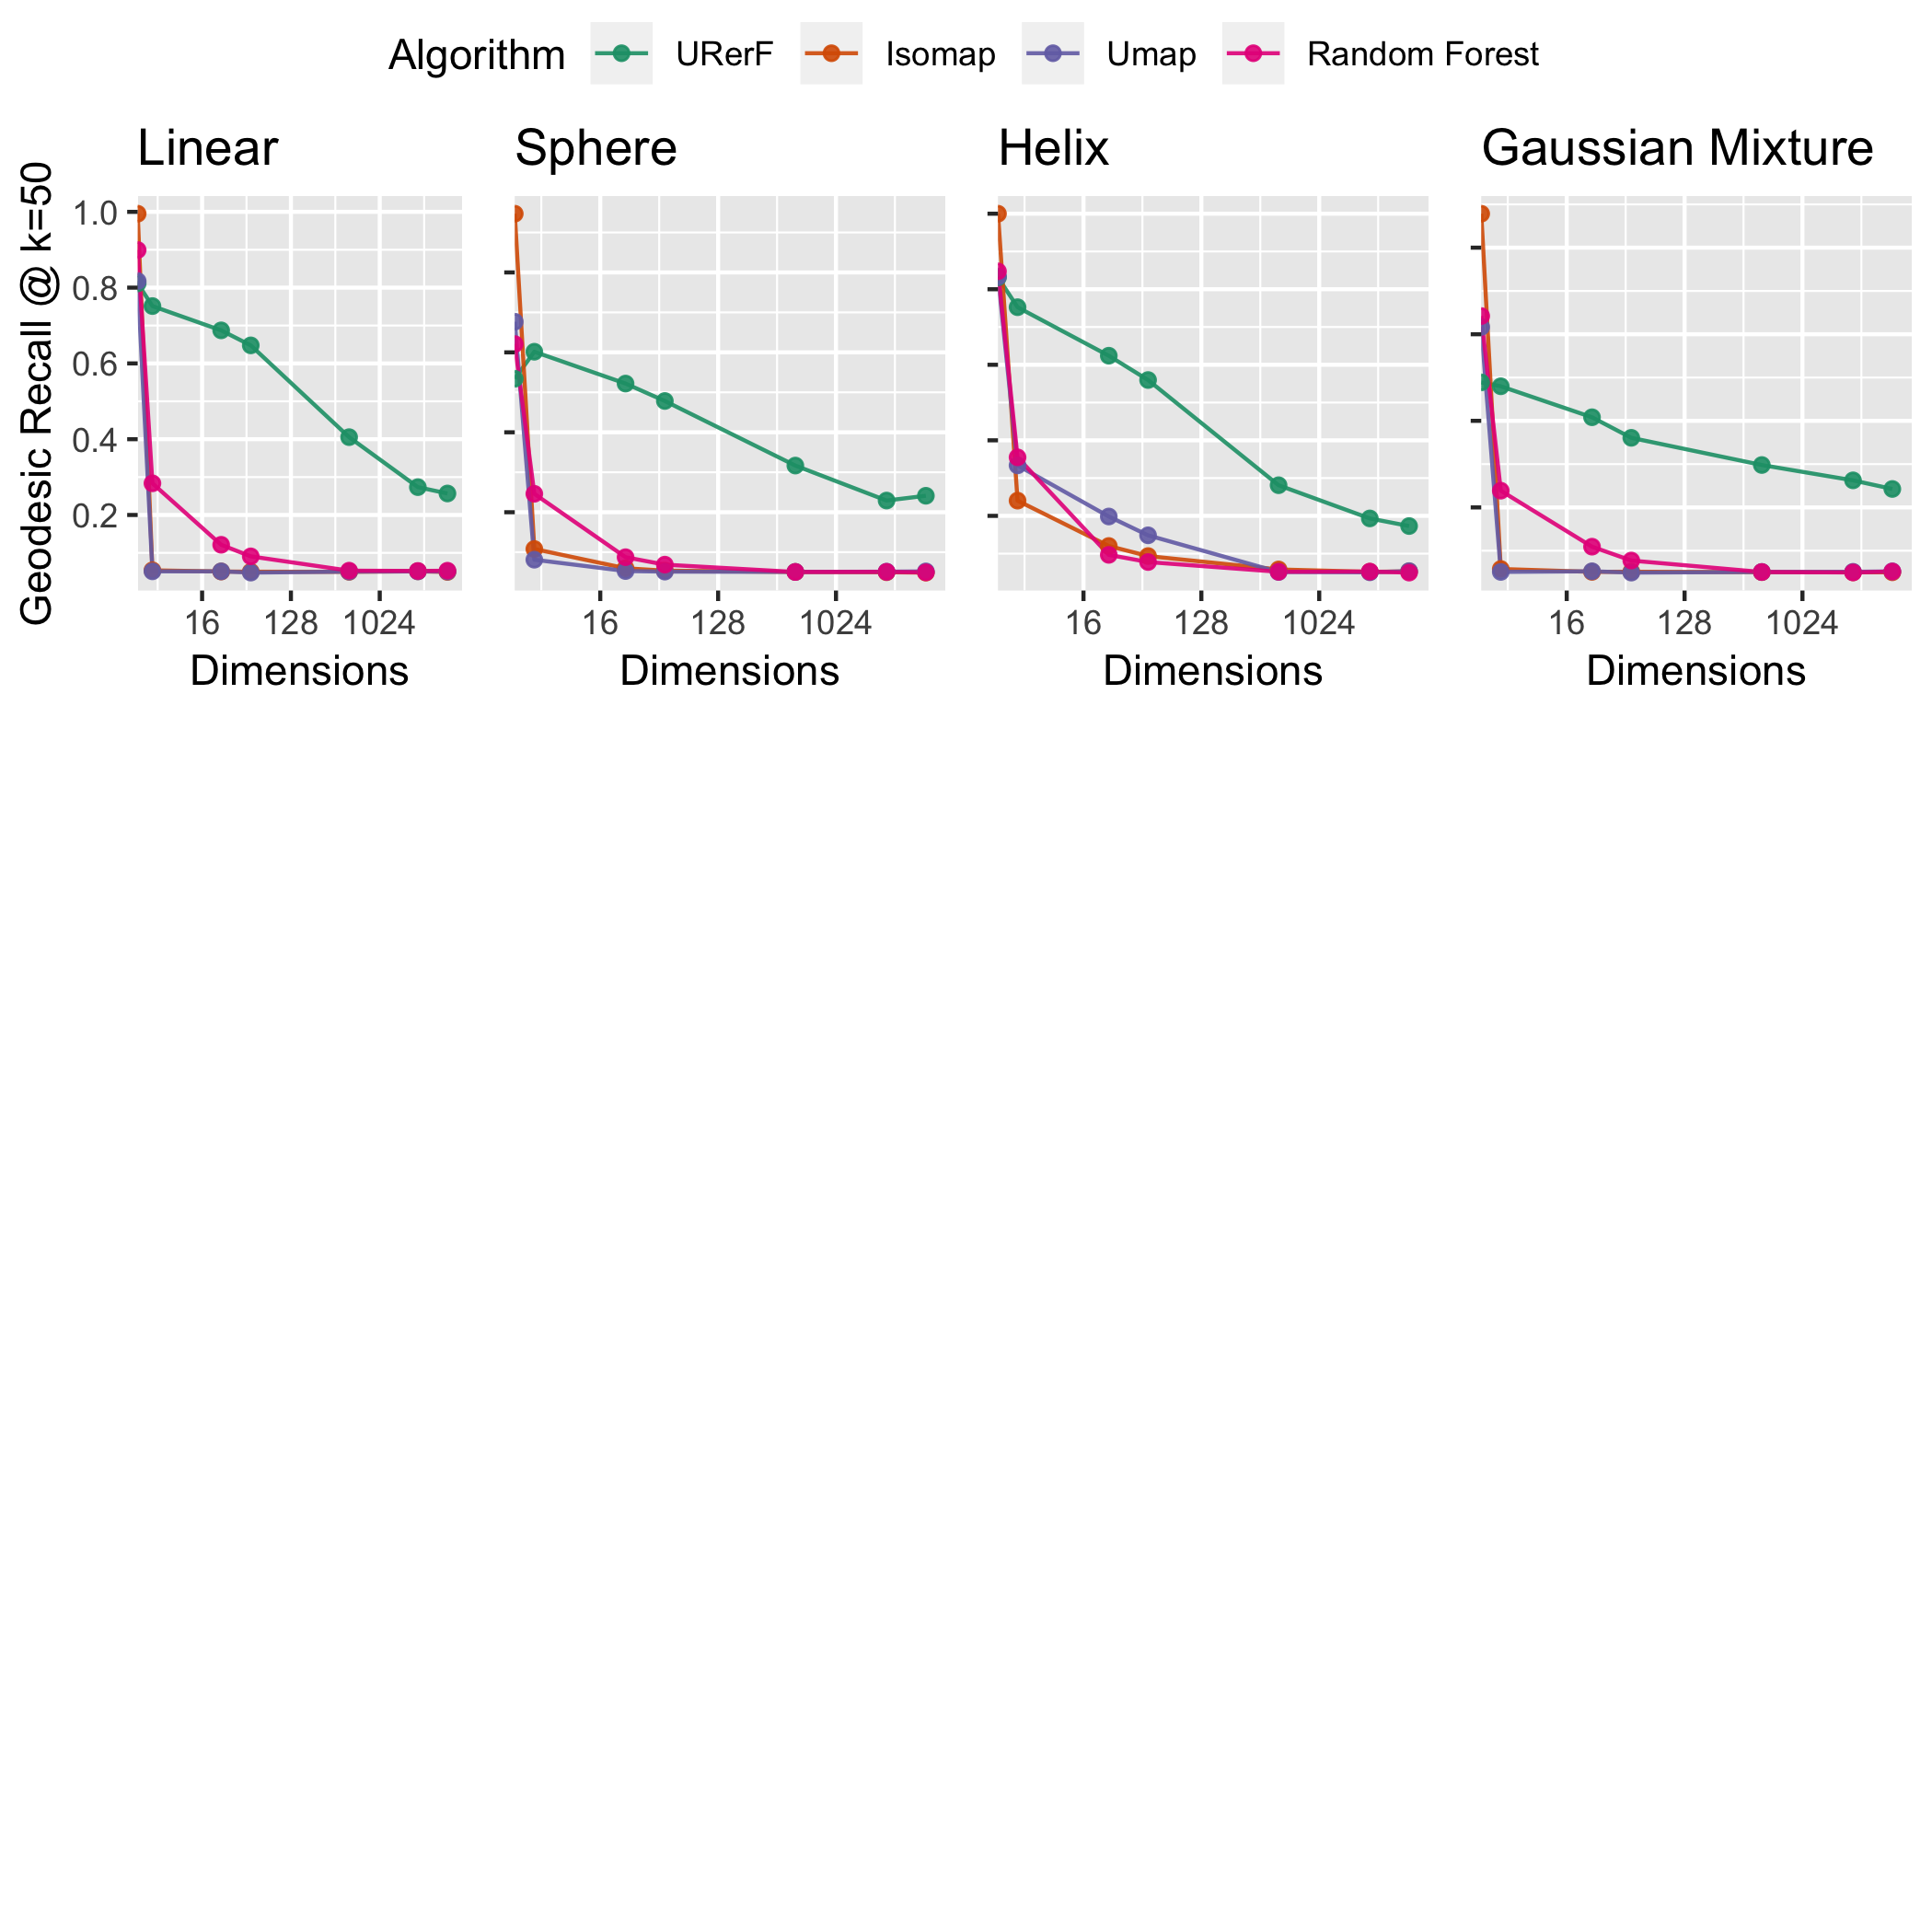 Algorithm URerF Isomap Umap Random Forest
Linear Sphere Helix Gaussian Mixture
Geodesic Recall @ k=50
1.0
0.8
0.6
0.4
0.2
16 128 1024 16 128 1024 16 128 1024 16 128 1024
Dimensions Dimensions Dimensions Dimensions